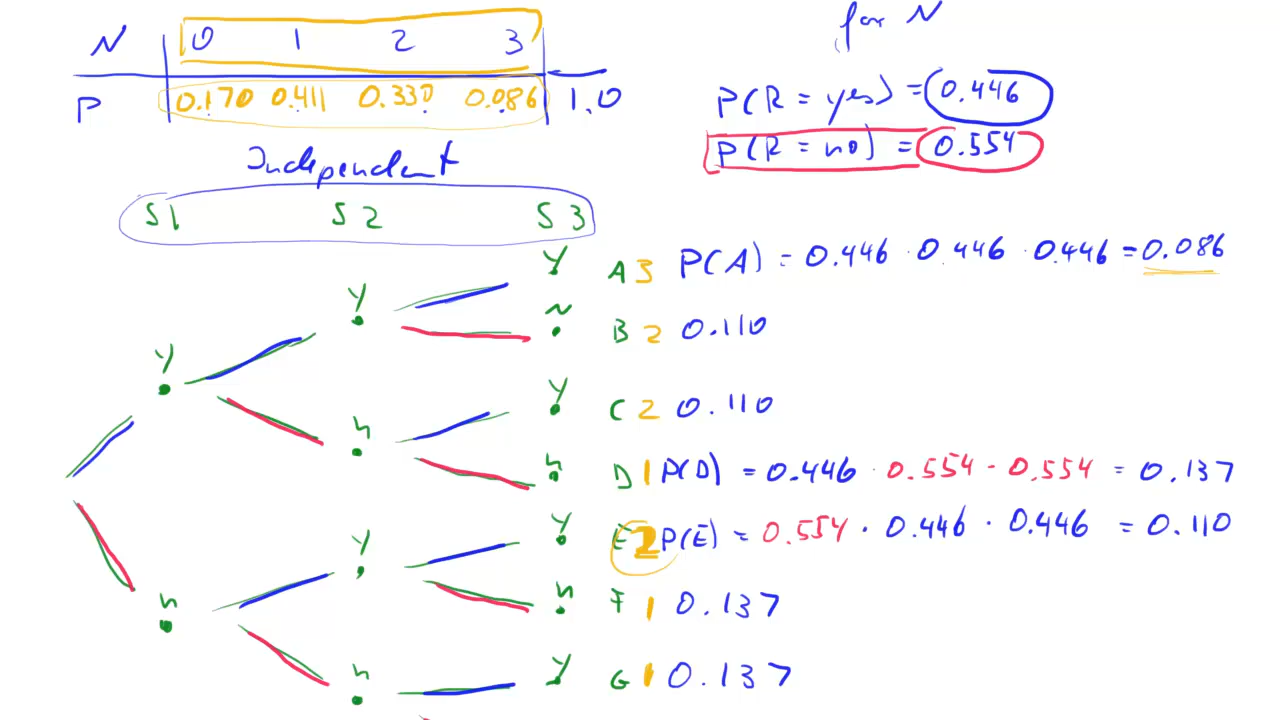 for N
N 0 1 2 3
P 0.170 0.411 0.330 0.086 1.0
P(R = yes) = 0.446
P(R = no) = 0.554
Independent
S1 S2 S3
Y A 3 P(A) = 0.446 · 0.446 · 0.446 = 0.086
Y N B 2 0.110
Y Y C 2 0.110
n n D 1 P(D) = 0.446 · 0.554 · 0.554 = 0.137
Y Y E 2 P(E) = 0.554 · 0.446 · 0.446 = 0.110
n n F 1 0.137
n Y G 1 0.137